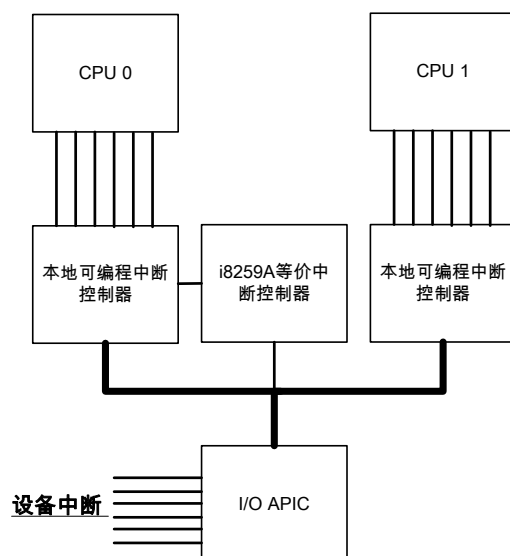 CPU 0
CPU 1
本地可编程中断
控制器
i8259A等价中
断控制器
本地可编程中断
控制器
设备中断
I/O APIC